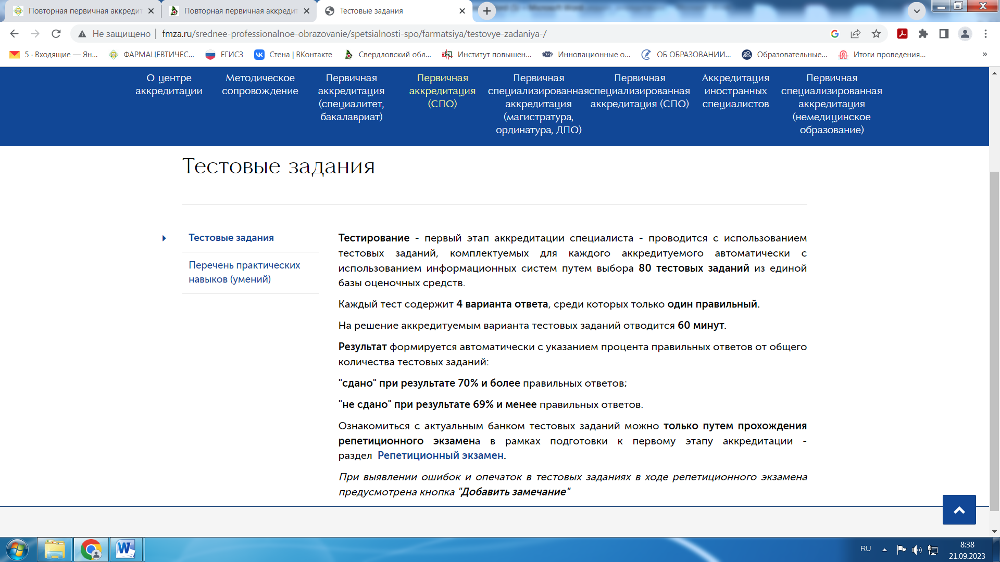 Повторная первичная аккредит
Повторная первичная аккредит
Тестовые задания
Не защищено
fmza.ru/srednee-professionalnoe-obrazovanie/spetsialnosti-spo/farmatsiya/testovye-zadaniya-/
5 · Входящие — Ян...
ФАРМАЦЕВТИЧЕС...
ЕГИСЗ
Стена | ВКонтакте
Свердловский обл...
Институт повышен...
Инновационные о...
ОБ ОБРАЗОВАНИИ...
Образовательные...
Итоги проведения...
»
О центре
аккредитации
Методическое
сопровождение
Первичная
аккредитация
(специалитет,
бакалавриат)
Первичная
аккредитация
(СПО)
Первичная
специализированная
аккредитация
(магистратура,
ординатура, ДПО)
Первичная
специализированная
аккредитация (СПО)
Аккредитация
иностранных
специалистов
Первичная
специализированная
аккредитация
(немедицинское
образование)
Тестовые задания
Тестовые задания
Перечень практических
навыков (умений)
Тестирование - первый этап аккредитации специалиста - проводится с использованием
тестовых заданий, комплектуемых для каждого аккредитуемого автоматически с
использованием информационных систем путем выбора 80 тестовых заданий из единой
базы оценочных средств.
Каждый тест содержит 4 варианта ответа, среди которых только один правильный.
На решение аккредитуемым варианта тестовых заданий отводится 60 минут.
Результат формируется автоматически с указанием процента правильных ответов от общего
количества тестовых заданий:
"сдано" при результате 70% и более правильных ответов;
"не сдано" при результате 69% и менее правильных ответов.
Ознакомиться с актуальным банком тестовых заданий можно только путем прохождения
репетиционного экзамена в рамках подготовки к первому этапу аккредитации -
раздел Репетиционный экзамен.
При выявлении ошибок и опечаток в тестовых заданиях в ходе репетиционного экзамена
предусмотрена кнопка "Добавить замечание"
RU
8:38
21.09.2023